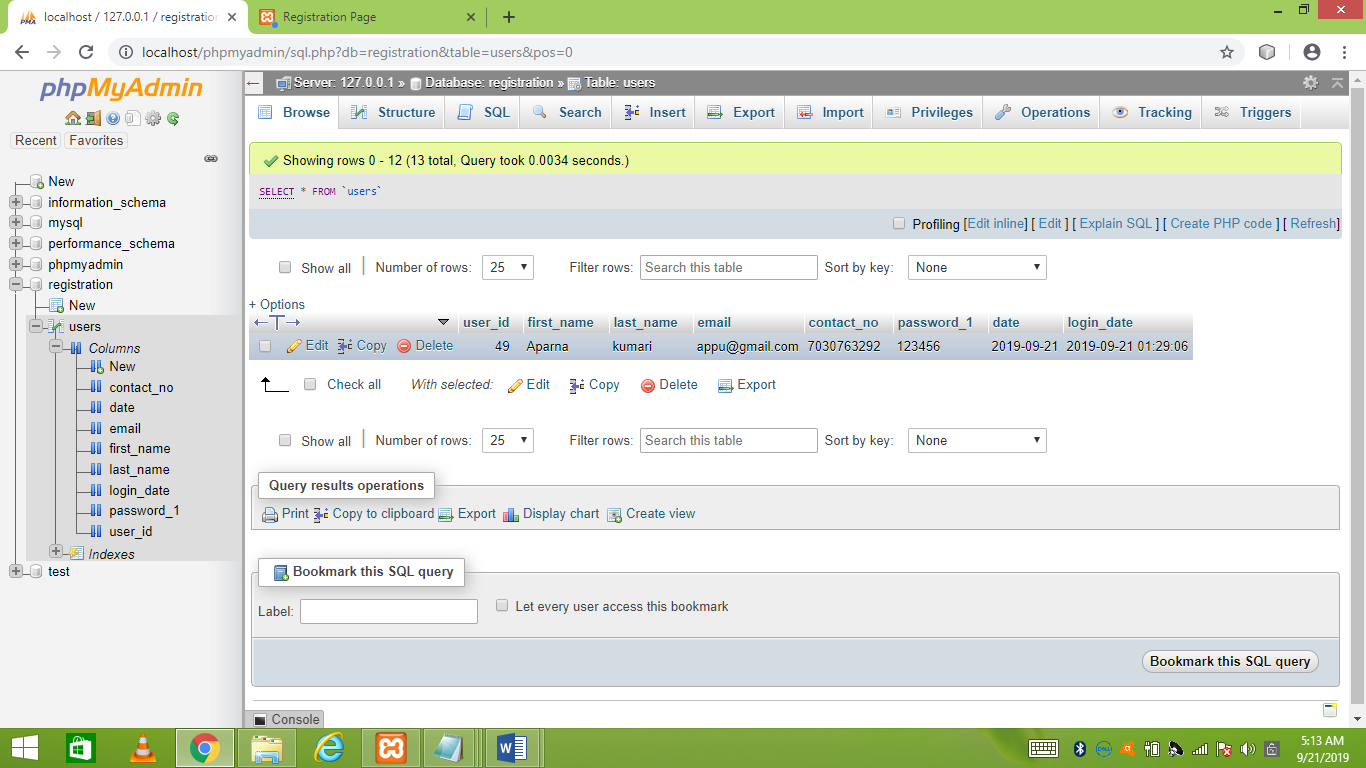 localhost / 127.0.0.1 / registration
Registration Page
localhost/phpmyadmin/sql.php?db=registration&table=users&pos=0
phpMyAdmin
Recent Favorites
New
information_schema
mysql
performance_schema
phpmyadmin
registration
New
users
Columns
New
contact_no
date
email
first_name
last_name
login_date
password_1
user_id
Indexes
test
Server: 127.0.0.1 » Database: registration » Table: users
Browse Structure SQL Search Insert Export Import Privileges Operations Tracking Triggers
Showing rows 0 - 12 (13 total, Query took 0.0034 seconds.)
SELECT * FROM `users`
Profiling [Edit inline] [ Edit ] [ Explain SQL ] [ Create PHP code ] [ Refresh]
Show all Number of rows: 25 Filter rows: Search this table Sort by key: None
+ Options
user_id first_name last_name email contact_no password_1 date login_date
Edit Copy Delete 49 Aparna kumari appu@gmail.com 7030763292 123456 2019-09-21 2019-09-21 01:29:06
Check all With selected: Edit Copy Delete Export
Show all Number of rows: 25 Filter rows: Search this table Sort by key: None
Query results operations
Print Copy to clipboard Export Display chart Create view
Bookmark this SQL query
Label: Let every user access this bookmark
Bookmark this SQL query
Console
5:13 AM
9/21/2019